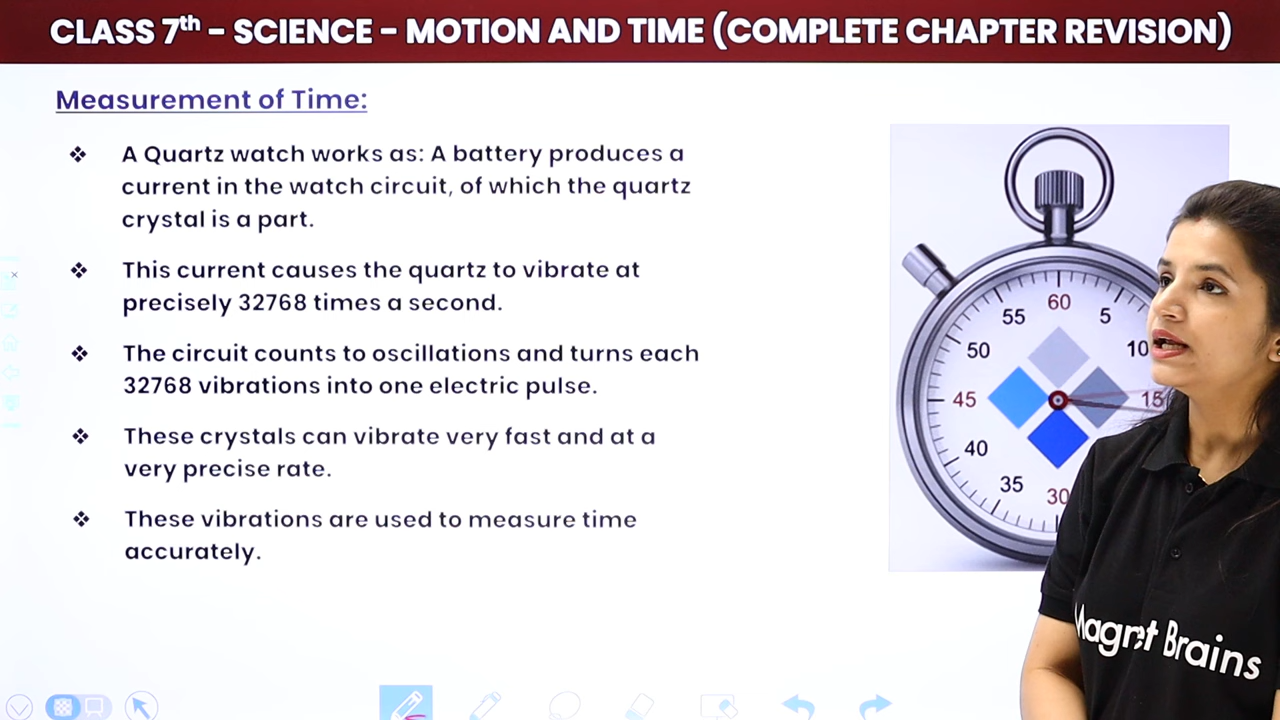 CLASS 7th – SCIENCE – MOTION AND TIME (COMPLETE CHAPTER REVISION)
Measurement of Time:
❖ A Quartz watch works as: A battery produces a
current in the watch circuit, of which the quartz
crystal is a part.
❖ This current causes the quartz to vibrate at
precisely 32768 times a second.
❖ The circuit counts to oscillations and turns each
32768 vibrations into one electric pulse.
❖ These crystals can vibrate very fast and at a
very precise rate.
❖ These vibrations are used to measure time
accurately.
60
55 5
50 10
45 15
40
35 30
Magnet Brains